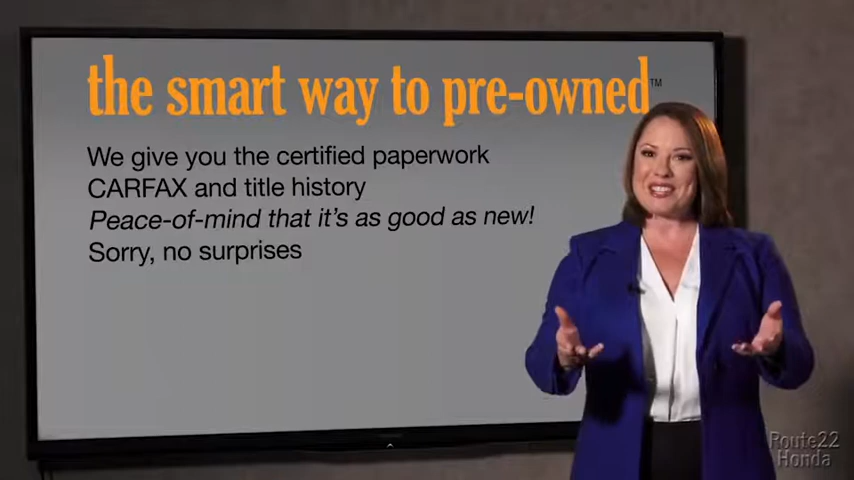 the smart way to pre-owned™
We give you the certified paperwork
CARFAX and title history
Peace-of-mind that it's as good as new!
Sorry, no surprises
Route22
Honda